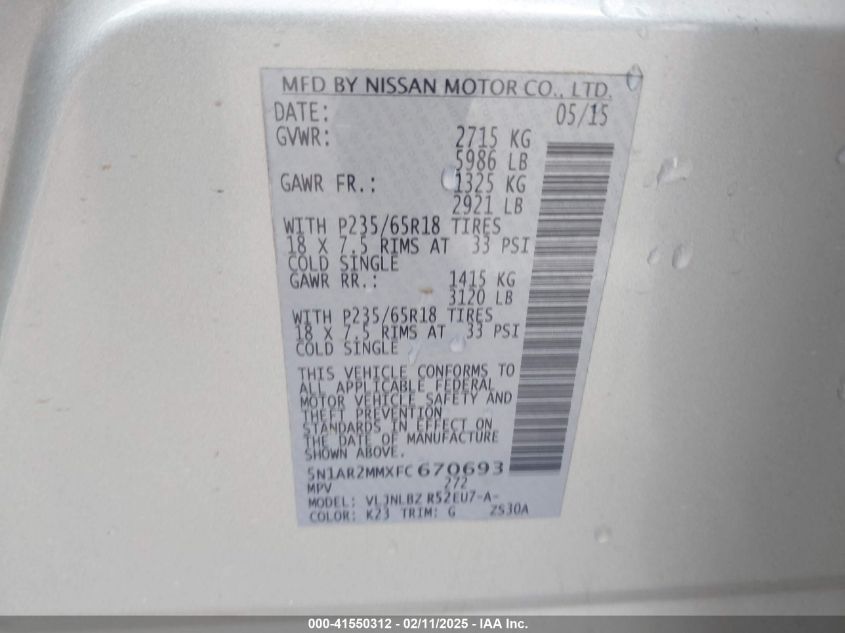 MFD BY NISSAN MOTOR CO., LTD.
DATE: 05/15
GVWR: 2715 KG
5986 LB
GAWR FR.: 1325 KG
2921 LB
WITH P235/65R18 TIRES
18 X 7.5 RIMS AT 33 PSI
COLD SINGLE
GAWR RR.: 1415 KG
3120 LB
WITH P235/65R18 TIRES
18 X 7.5 RIMS AT 33 PSI
COLD SINGLE
THIS VEHICLE CONFORMS TO
ALL APPLICABLE FEDERAL
MOTOR VEHICLE SAFETY AND
THEFT PREVENTION
STANDARDS IN EFFECT ON
THE DATE OF MANUFACTURE
SHOWN ABOVE.
5N1AR2MMXFC670693
MPV 272
MODEL: VLJNLBZ R52EU7-A-
COLOR: K23 TRIM: G ZS30A
000-41550312 - 02/11/2025 - IAA Inc.